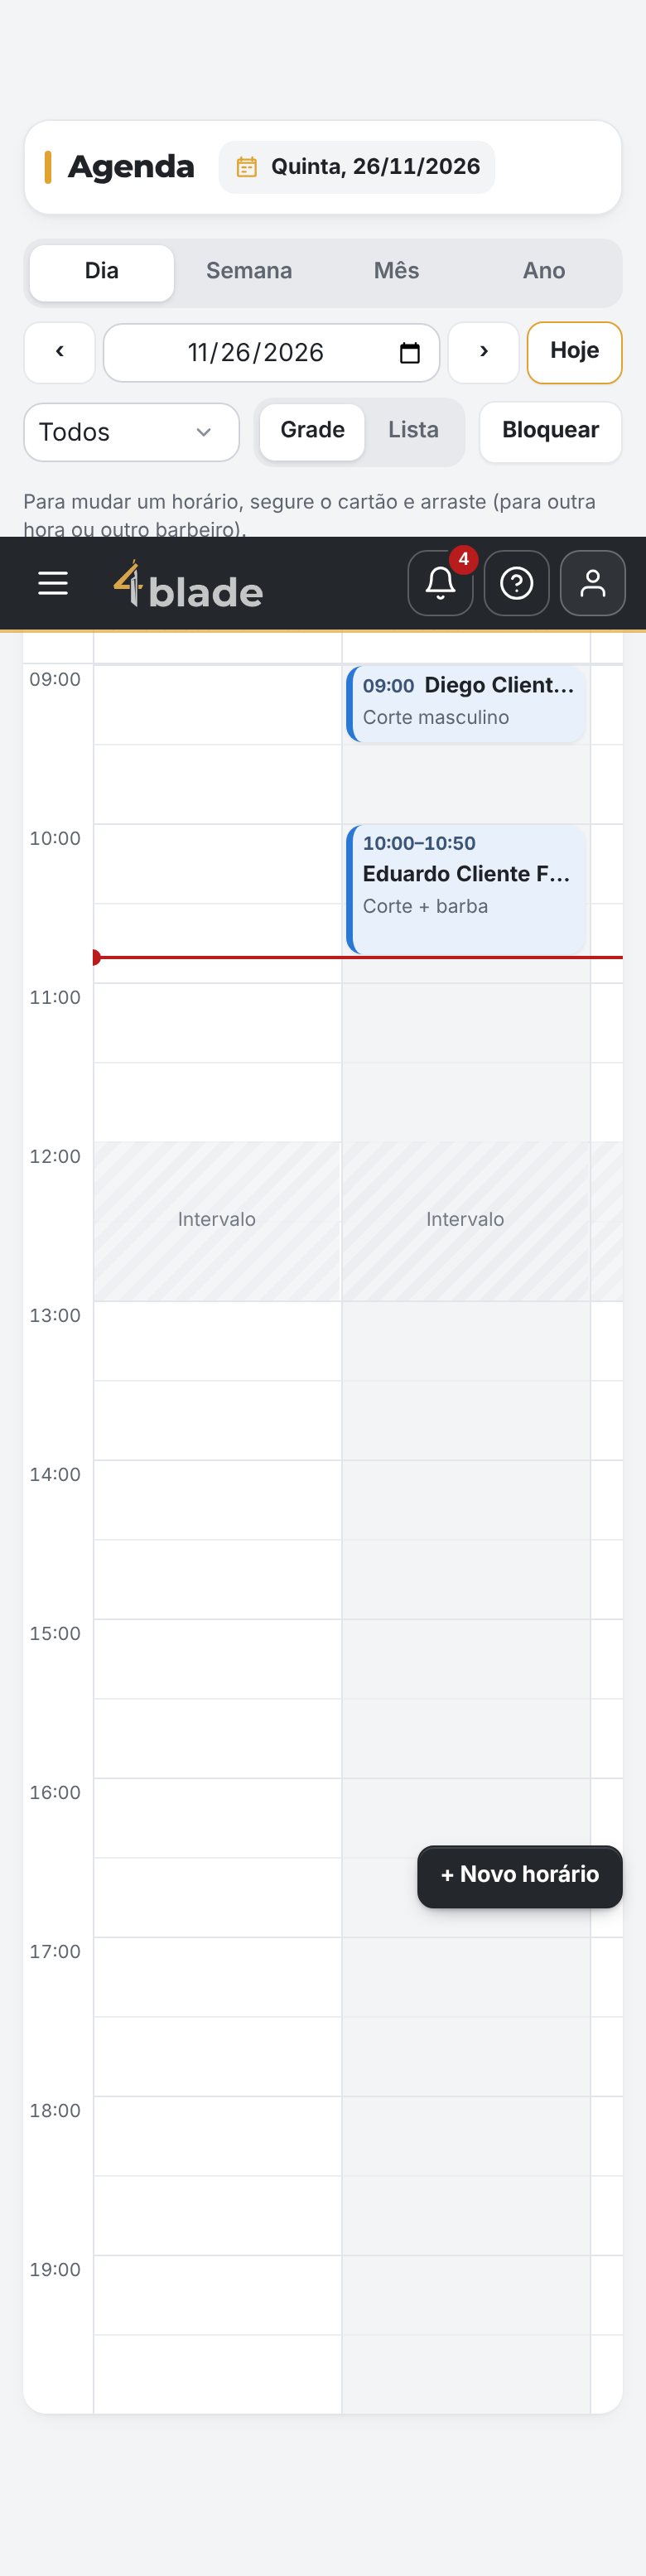 Agenda
Quinta, 26/11/2026
Dia Semana Mês Ano
‹ 11/26/2026 › Hoje
Todos Grade Lista Bloquear
Para mudar um horário, segure o cartão e arraste (para outra
hora ou outro barbeiro).
4blade 4
09:00 09:00 Diego Client...
Corte masculino
10:00 10:00–10:50
Eduardo Cliente F...
Corte + barba
11:00
12:00
Intervalo Intervalo
13:00
14:00
15:00
16:00
+ Novo horário
17:00
18:00
19:00